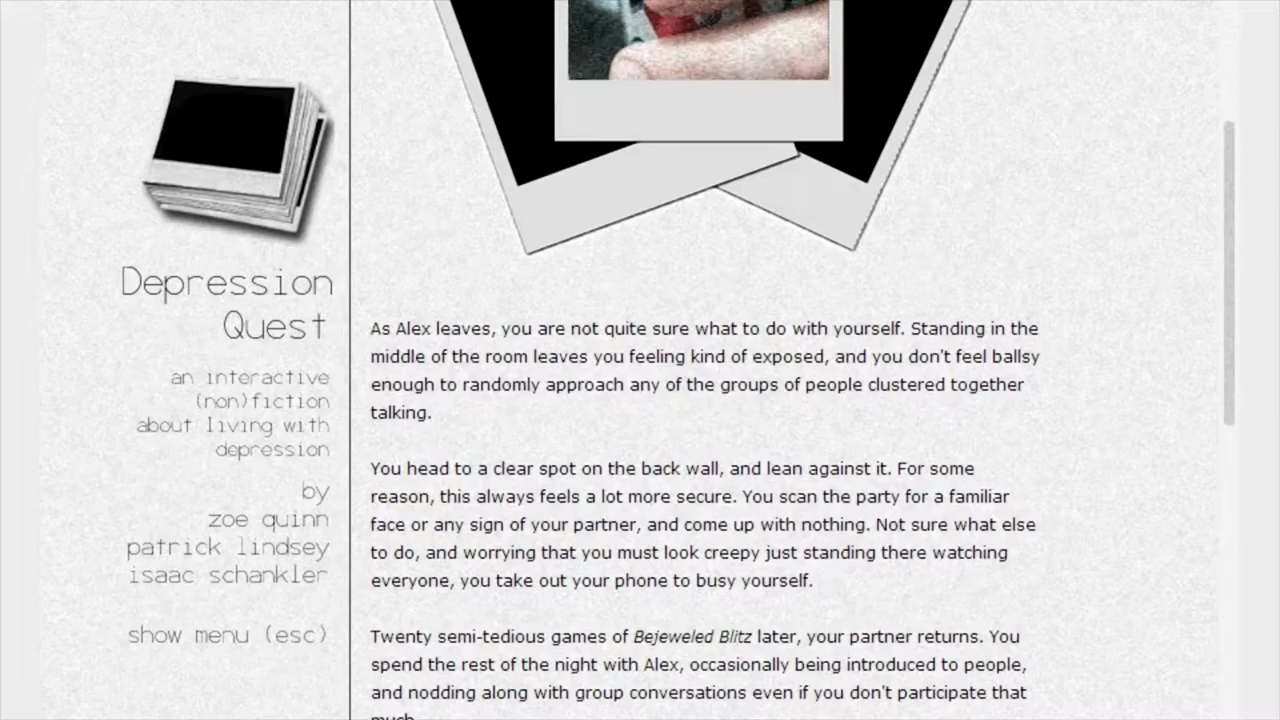 Depression
Quest
an interactive
(non)fiction
about living with
depression
by
zoe quinn
patrick lindsey
isaac schankler
show menu (esc)
As Alex leaves, you are not quite sure what to do with yourself. Standing in the
middle of the room leaves you feeling kind of exposed, and you don't feel ballsy
enough to randomly approach any of the groups of people clustered together
talking.
You head to a clear spot on the back wall, and lean against it. For some
reason, this always feels a lot more secure. You scan the party for a familiar
face or any sign of your partner, and come up with nothing. Not sure what else
to do, and worrying that you must look creepy just standing there watching
everyone, you take out your phone to busy yourself.
Twenty semi-tedious games of Bejeweled Blitz later, your partner returns. You
spend the rest of the night with Alex, occasionally being introduced to people,
and nodding along with group conversations even if you don't participate that
much.